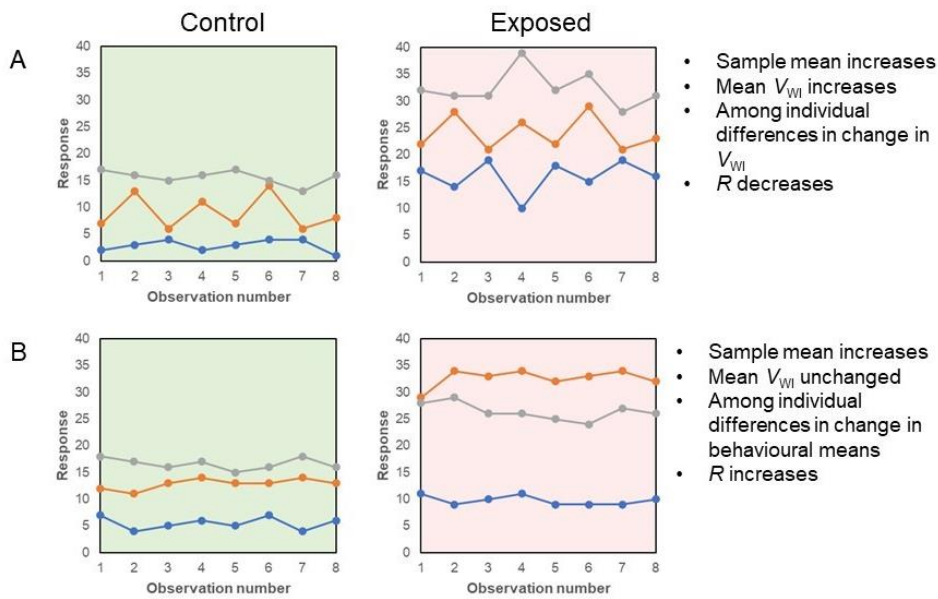 Control
Exposed
A
40
35
30
25
20
15
10
5
0
Response
1 2 3 4 5 6 7 8
Observation number
40
35
30
25
20
15
10
5
0
Response
1 2 3 4 5 6 7 8
Observation number
• Sample mean increases
• Mean VWI increases
• Among individual
differences in change in
VWI
• R decreases
B
40
35
30
25
20
15
10
5
0
Response
1 2 3 4 5 6 7 8
Observation number
40
35
30
25
20
15
10
5
0
Response
1 2 3 4 5 6 7 8
Observation number
• Sample mean increases
• Mean VWI unchanged
• Among individual
differences in change in
behavioural means
• R increases